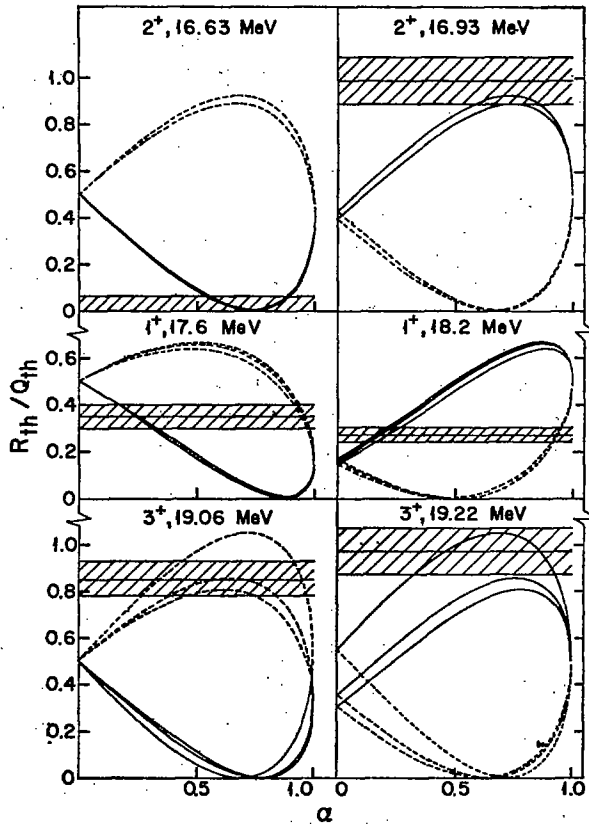 2⁺, 16.63 MeV
2⁺, 16.93 MeV
1.0
0.8
0.6
0.4
0.2
0
1⁺, 17.6 MeV
1⁺, 18.2 MeV
0.6
0.4
0.2
0
3⁺, 19.06 MeV
3⁺, 19.22 MeV
1.0
0.8
0.6
0.4
0.2
0
0.5
1.0
0
0.5
1.0
R_th / Q_th
α